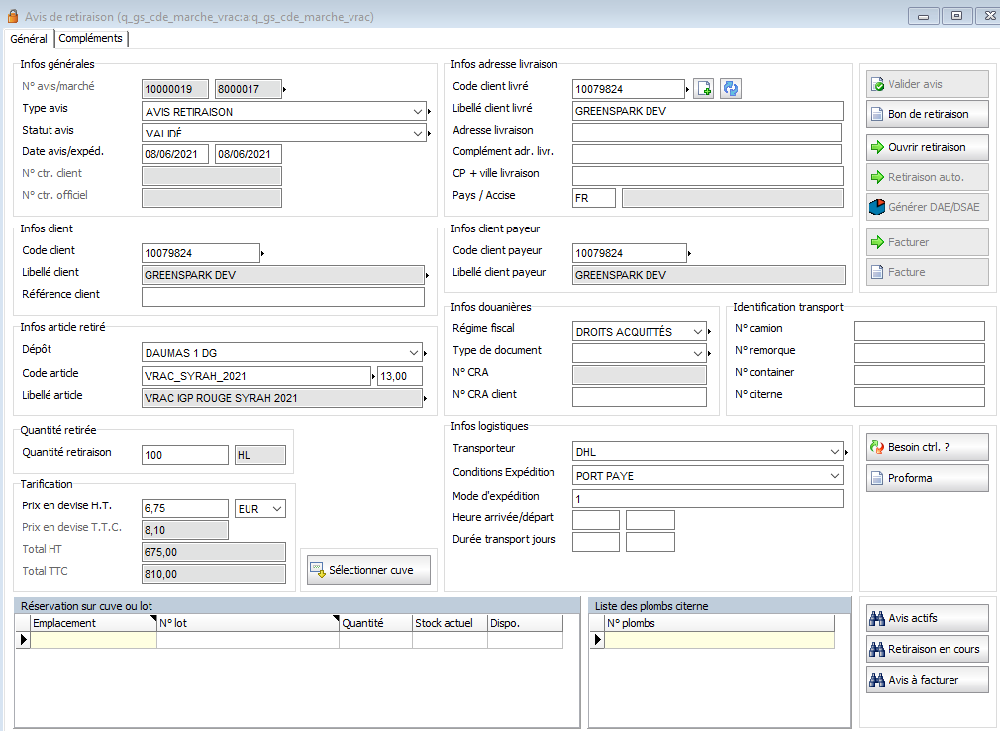 Avis de retiraison (q_gs_cde_marche_vrac:a:q_gs_cde_marche_vrac)
Général Compléments
Infos générales
N° avis/marché 10000019 8000017
Type avis AVIS RETIRAISON
Statut avis VALIDÉ
Date avis/expéd. 08/06/2021 08/06/2021
N° ctr. client
N° ctr. officiel
Infos adresse livraison
Code client livré 10079824
Libellé client livré GREENSPARK DEV
Adresse livraison
Complément adr. livr.
CP + ville livraison
Pays / Accise FR
Valider avis
Bon de retiraison
Ouvrir retiraison
Retiraison auto.
Générer DAE/DSAE
Facturer
Facture
Infos client
Code client 10079824
Libellé client GREENSPARK DEV
Référence client
Infos client payeur
Code client payeur 10079824
Libellé client payeur GREENSPARK DEV
Infos article retiré
Dépôt DAUMAS 1 DG
Code article VRAC_SYRAH_2021 13,00
Libellé article VRAC IGP ROUGE SYRAH 2021
Infos douanières
Régime fiscal DROITS ACQUITTÉS
Type de document
N° CRA
N° CRA client
Identification transport
N° camion
N° remorque
N° container
N° citerne
Quantité retirée
Quantité retiraison 100 HL
Tarification
Prix en devise H.T. 6,75 EUR
Prix en devise T.T.C. 8,10
Total HT 675,00
Total TTC 810,00
Sélectionner cuve
Infos logistiques
Transporteur DHL
Conditions Expédition PORT PAYE
Mode d'expédition 1
Heure arrivée/départ
Durée transport jours
Besoin ctrl. ?
Proforma
Réservation sur cuve ou lot
Emplacement N° lot Quantité Stock actuel Dispo.
Liste des plombs citerne
N° plombs
Avis actifs
Retiraison en cours
Avis à facturer